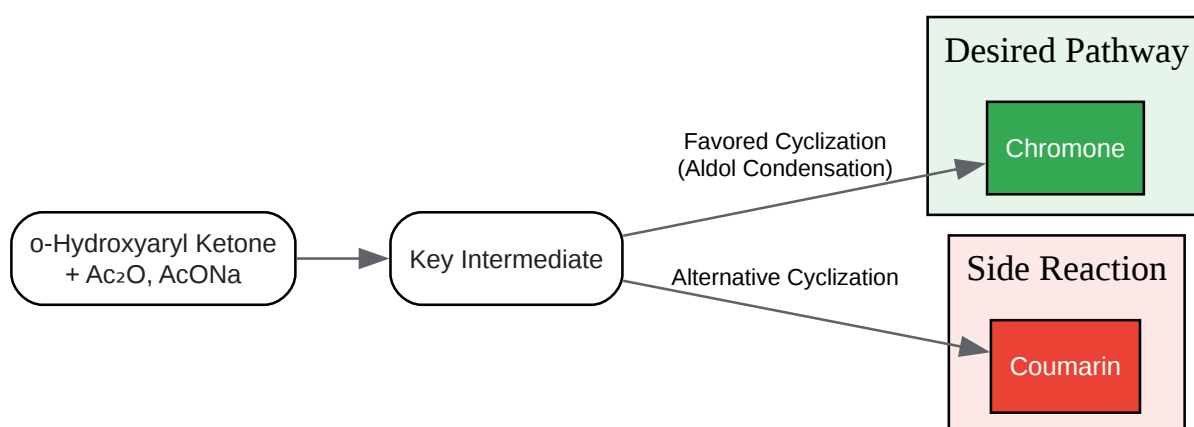 Desired Pathway
Chromone
Favored Cyclization
(Aldol Condensation)
o-Hydroxyaryl Ketone
+ Ac₂O, AcONa
Key Intermediate
Alternative Cyclization
Side Reaction
Coumarin